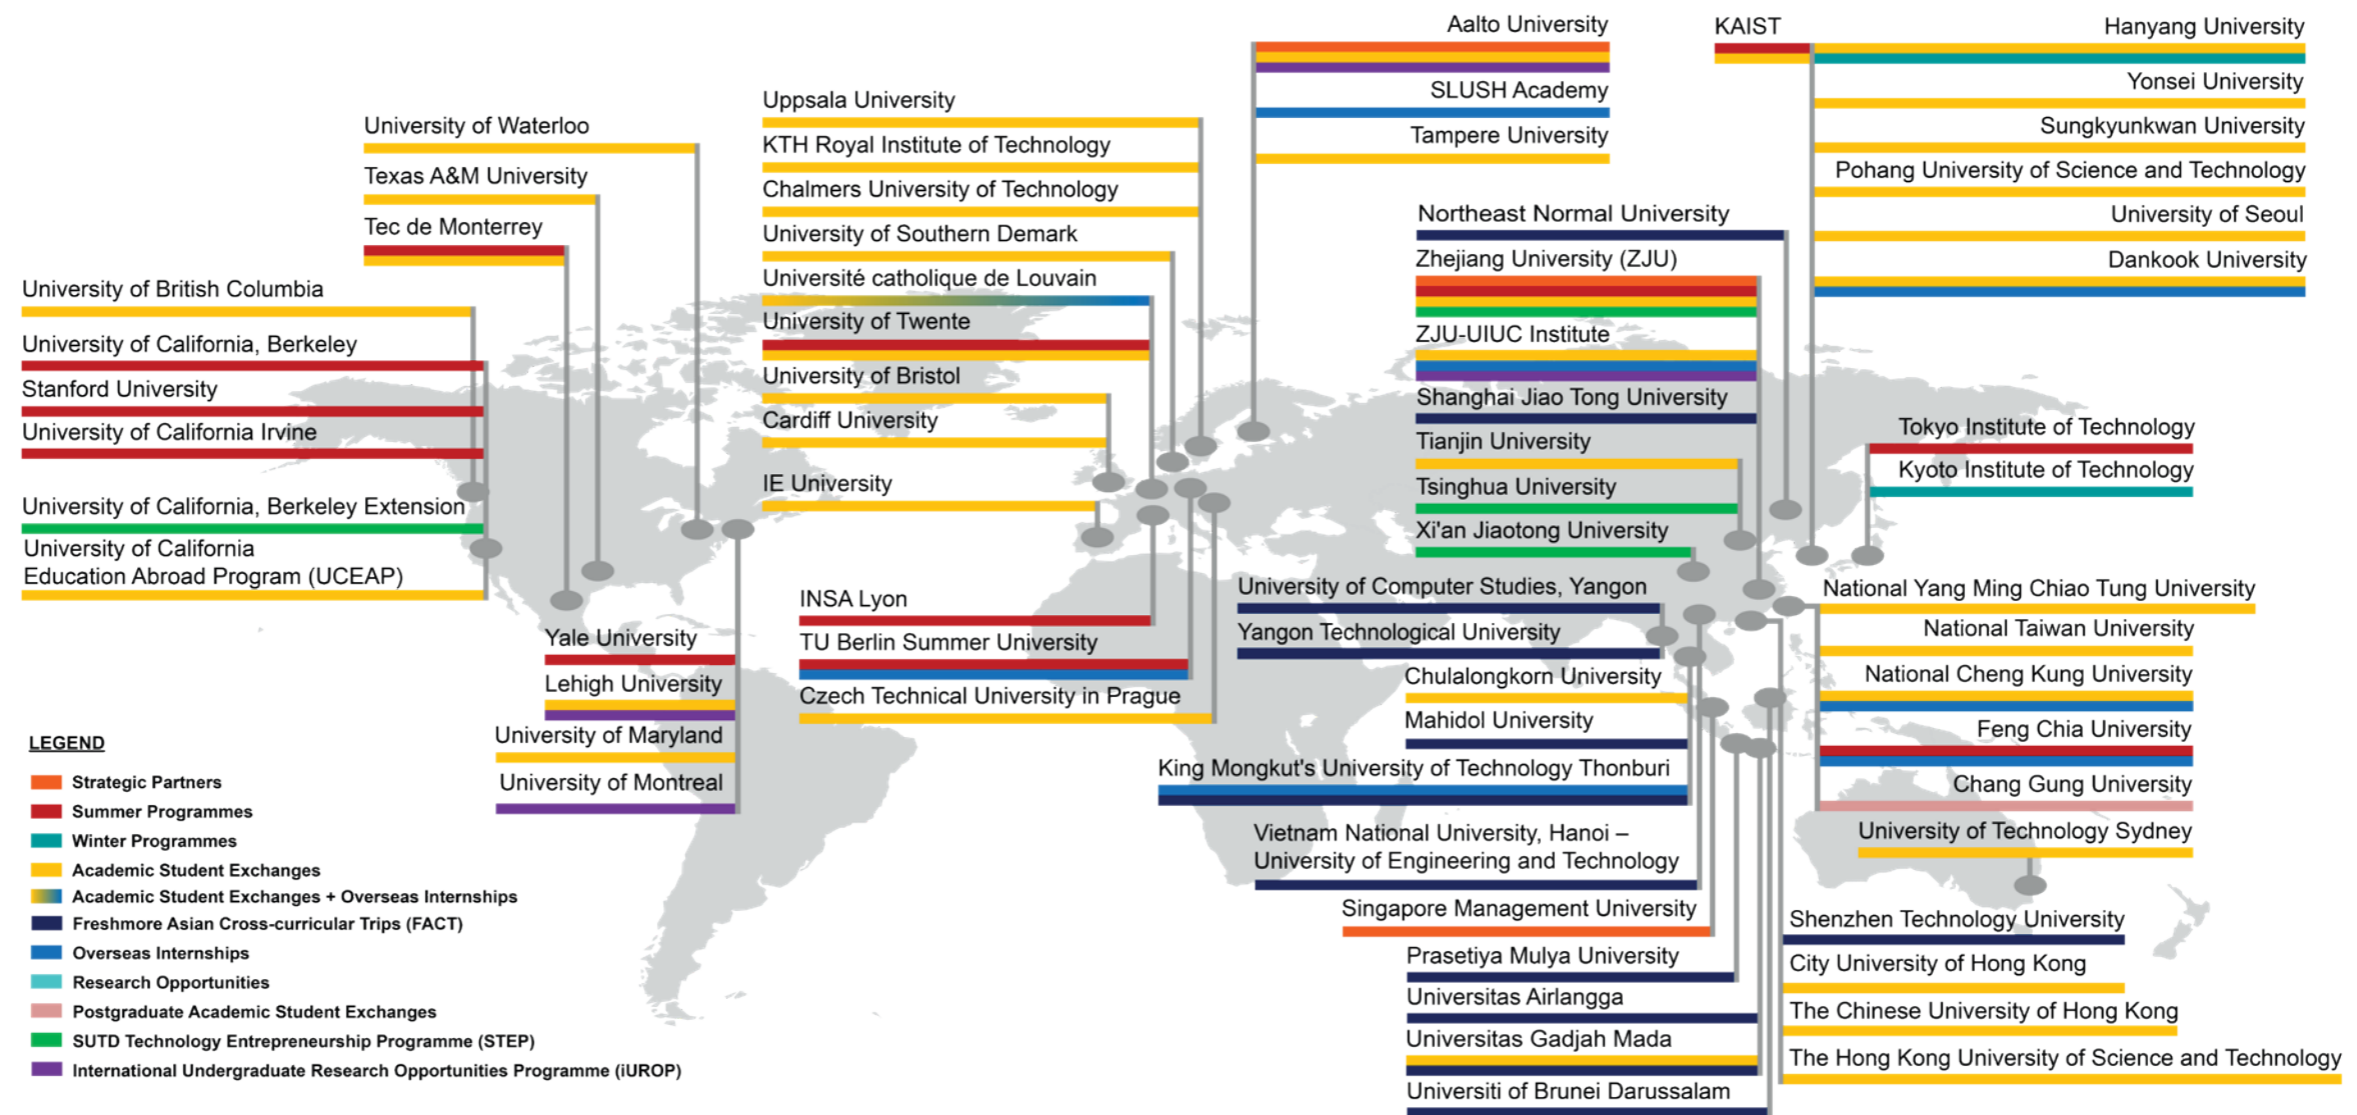 Aalto University
SLUSH Academy
Tampere University
KAIST
Hanyang University
Yonsei University
Sungkyunkwan University
Pohang University of Science and Technology
University of Seoul
Dankook University
University of Waterloo
Texas A&M University
Tec de Monterrey
University of British Columbia
University of California, Berkeley
Stanford University
University of California Irvine
University of California, Berkeley Extension
University of California
Education Abroad Program (UCEAP)
Yale University
Lehigh University
University of Maryland
University of Montreal
Uppsala University
KTH Royal Institute of Technology
Chalmers University of Technology
University of Southern Demark
Université catholique de Louvain
University of Twente
University of Bristol
Cardiff University
IE University
INSA Lyon
TU Berlin Summer University
Czech Technical University in Prague
Northeast Normal University
Zhejiang University (ZJU)
ZJU-UIUC Institute
Shanghai Jiao Tong University
Tianjin University
Tsinghua University
Xi'an Jiaotong University
University of Computer Studies, Yangon
Yangon Technological University
Chulalongkorn University
Mahidol University
King Mongkut's University of Technology Thonburi
Vietnam National University, Hanoi –
University of Engineering and Technology
Singapore Management University
Prasetiya Mulya University
Universitas Airlangga
Universitas Gadjah Mada
Universiti of Brunei Darussalam
Tokyo Institute of Technology
Kyoto Institute of Technology
National Yang Ming Chiao Tung University
National Taiwan University
National Cheng Kung University
Feng Chia University
Chang Gung University
University of Technology Sydney
Shenzhen Technology University
City University of Hong Kong
The Chinese University of Hong Kong
The Hong Kong University of Science and Technology
LEGEND
Strategic Partners
Summer Programmes
Winter Programmes
Academic Student Exchanges
Academic Student Exchanges + Overseas Internships
Freshmore Asian Cross-curricular Trips (FACT)
Overseas Internships
Research Opportunities
Postgraduate Academic Student Exchanges
SUTD Technology Entrepreneurship Programme (STEP)
International Undergraduate Research Opportunities Programme (iUROP)